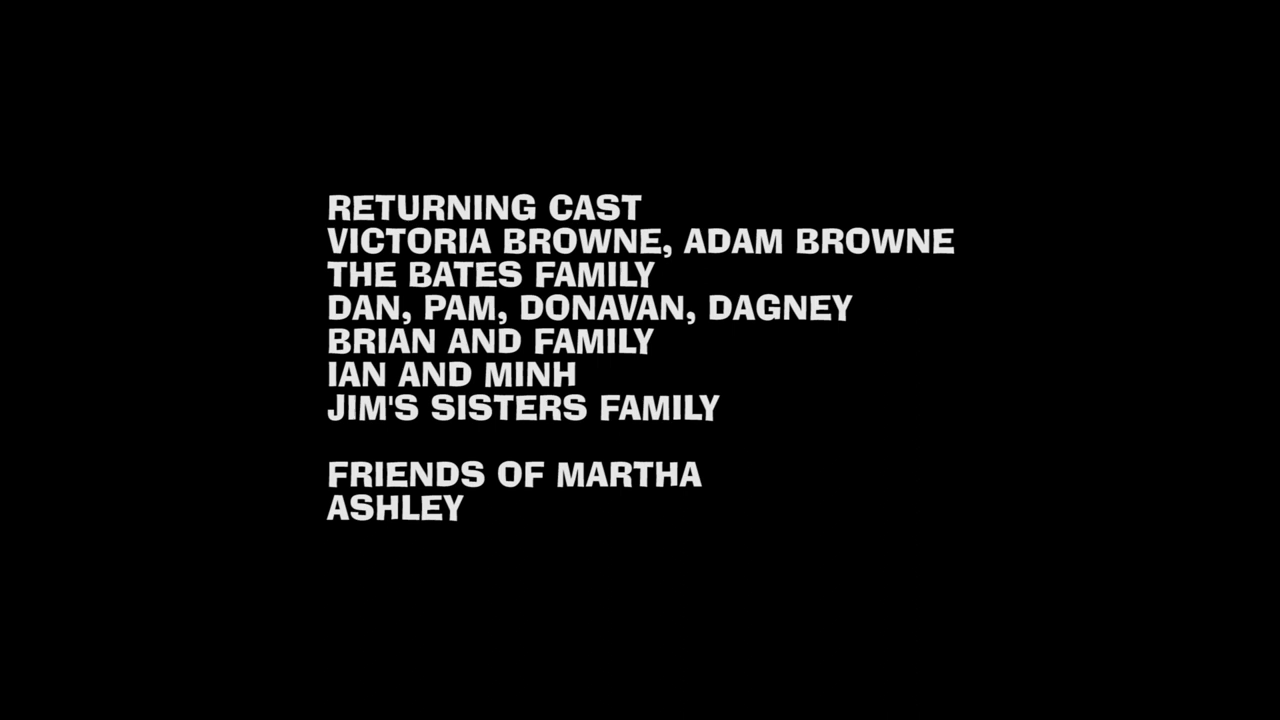 RETURNING CAST
VICTORIA BROWNE, ADAM BROWNE
THE BATES FAMILY
DAN, PAM, DONAVAN, DAGNEY
BRIAN AND FAMILY
IAN AND MINH
JIM'S SISTERS FAMILY
FRIENDS OF MARTHA
ASHLEY